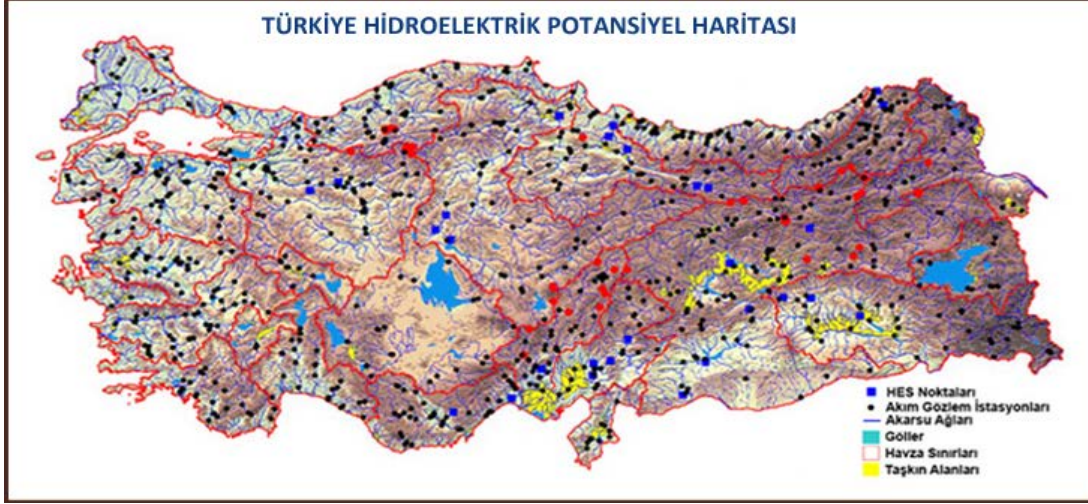 TÜRKİYE HİDROELEKTRİK POTANSİYEL HARİTASI
HES Noktaları
Akım Gözlem İstasyonları
Akarsu Ağları
Göller
Havza Sınırları
Taşkın Alanları